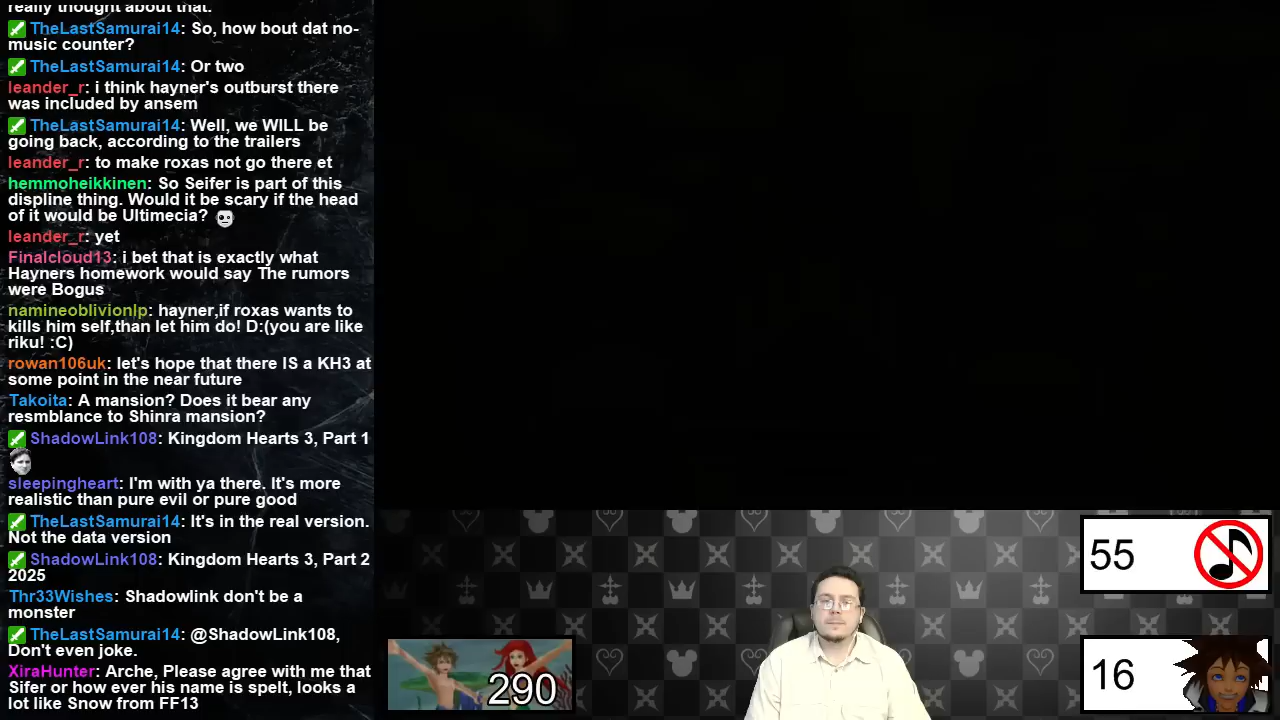 really thought about that.
TheLastSamurai14: So, how bout dat no-
music counter?
TheLastSamurai14: Or two
leander_r: i think hayner's outburst there
was included by ansem
TheLastSamurai14: Well, we WILL be
going back, according to the trailers
leander_r: to make roxas not go there et
hemmoheikkinen: So Seifer is part of this
displine thing. Would it be scary if the head
of it would be Ultimecia?
leander_r: yet
Finalcloud13: i bet that is exactly what
Hayners homework would say The rumors
were Bogus
namineoblivionlp: hayner,if roxas wants to
kills him self,than let him do! D:(you are like
riku! :C)
rowan106uk: let's hope that there IS a KH3 at
some point in the near future
Takoita: A mansion? Does it bear any
resmblance to Shinra mansion?
ShadowLink108: Kingdom Hearts 3, Part 1
sleepingheart: I'm with ya there. It's more
realistic than pure evil or pure good
TheLastSamurai14: It's in the real version.
Not the data version
ShadowLink108: Kingdom Hearts 3, Part 2
2025
Thr33Wishes: Shadowlink don't be a
monster
TheLastSamurai14: @ShadowLink108,
Don't even joke.
XiraHunter: Arche, Please agree with me that
Sifer or how ever his name is spelt, looks a
lot like Snow from FF13
290
55
16